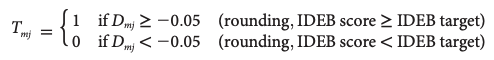 T_mj = { 1 if D_mj ≥ −0.05 (rounding, IDEB score ≥ IDEB target)
0 if D_mj < −0.05 (rounding, IDEB score < IDEB target)